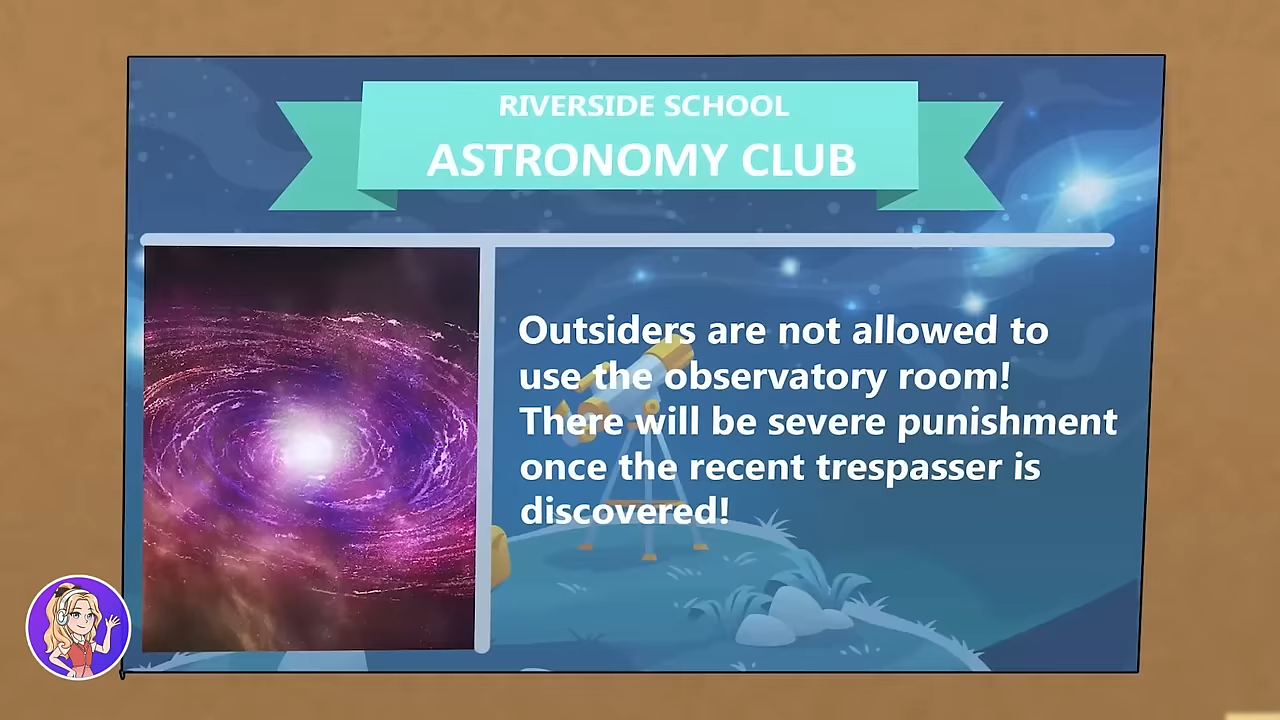 RIVERSIDE SCHOOL
ASTRONOMY CLUB
Outsiders are not allowed to
use the observatory room!
There will be severe punishment
once the recent trespasser is
discovered!